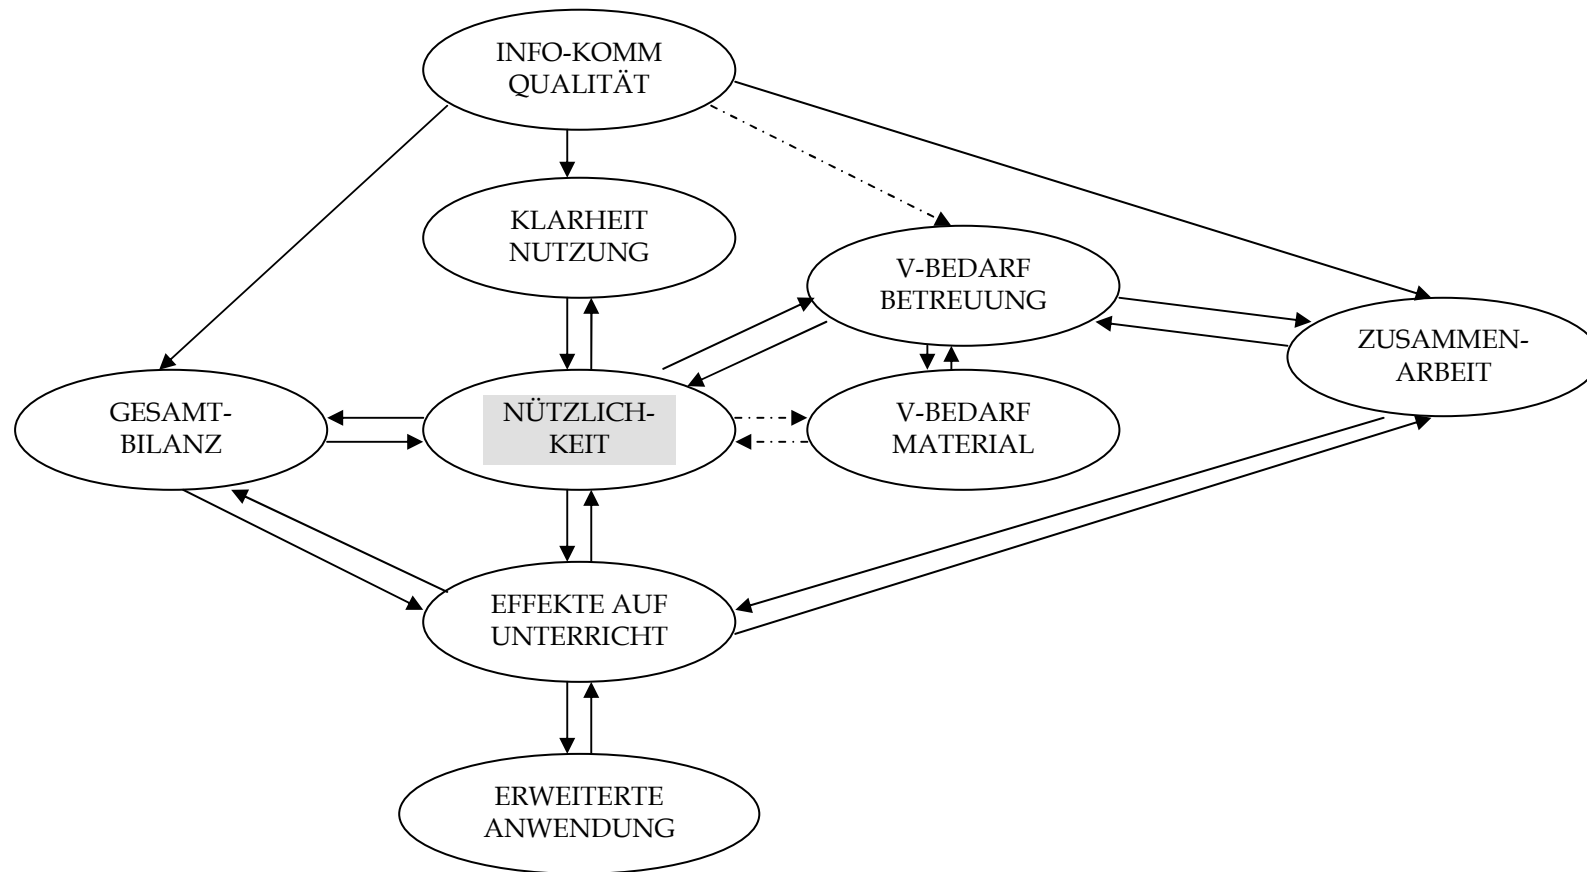 INFO-KOMM
QUALITÄT
KLARHEIT
NUTZUNG
V-BEDARF
BETREUUNG
ZUSAMMEN-
ARBEIT
GESAMT-
BILANZ
NÜTZLICH-
KEIT
V-BEDARF
MATERIAL
EFFEKTE AUF
UNTERRICHT
ERWEITERTE
ANWENDUNG